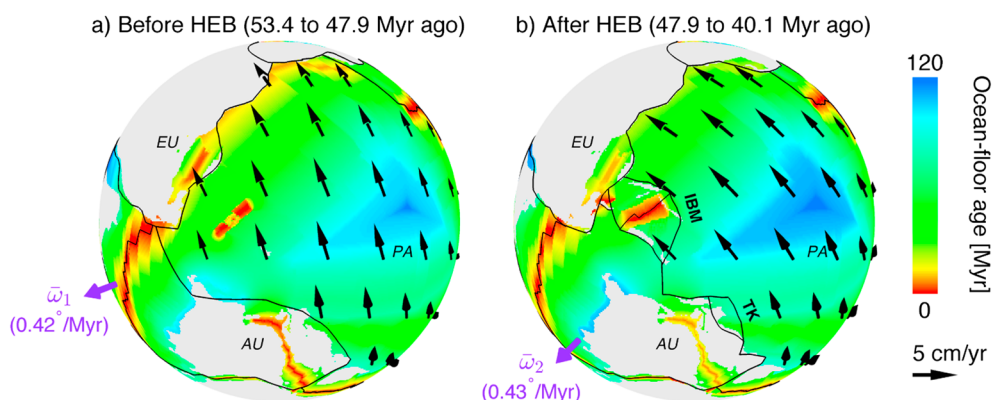 a) Before HEB (53.4 to 47.9 Myr ago)
b) After HEB (47.9 to 40.1 Myr ago)
EU
PA
AU
ω̄₁
(0.42°/Myr)
EU
IBM
PA
TK
AU
ω̄₂
(0.43°/Myr)
120
Ocean-floor age [Myr]
0
5 cm/yr